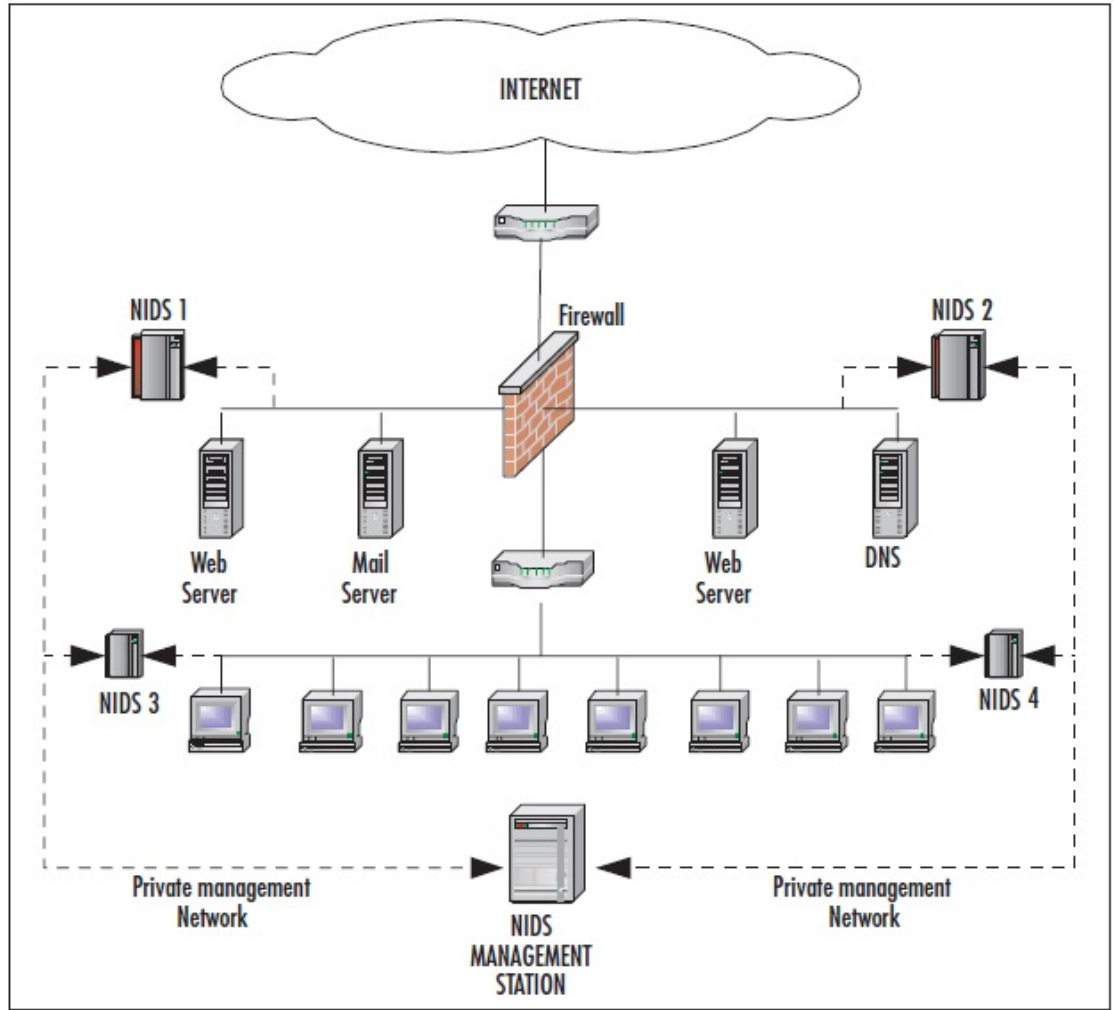 INTERNET
NIDS 1
Firewall
NIDS 2
Web
Server
Mail
Server
Web
Server
DNS
NIDS 3
NIDS 4
Private management
Network
NIDS
MANAGEMENT
STATION
Private management
Network